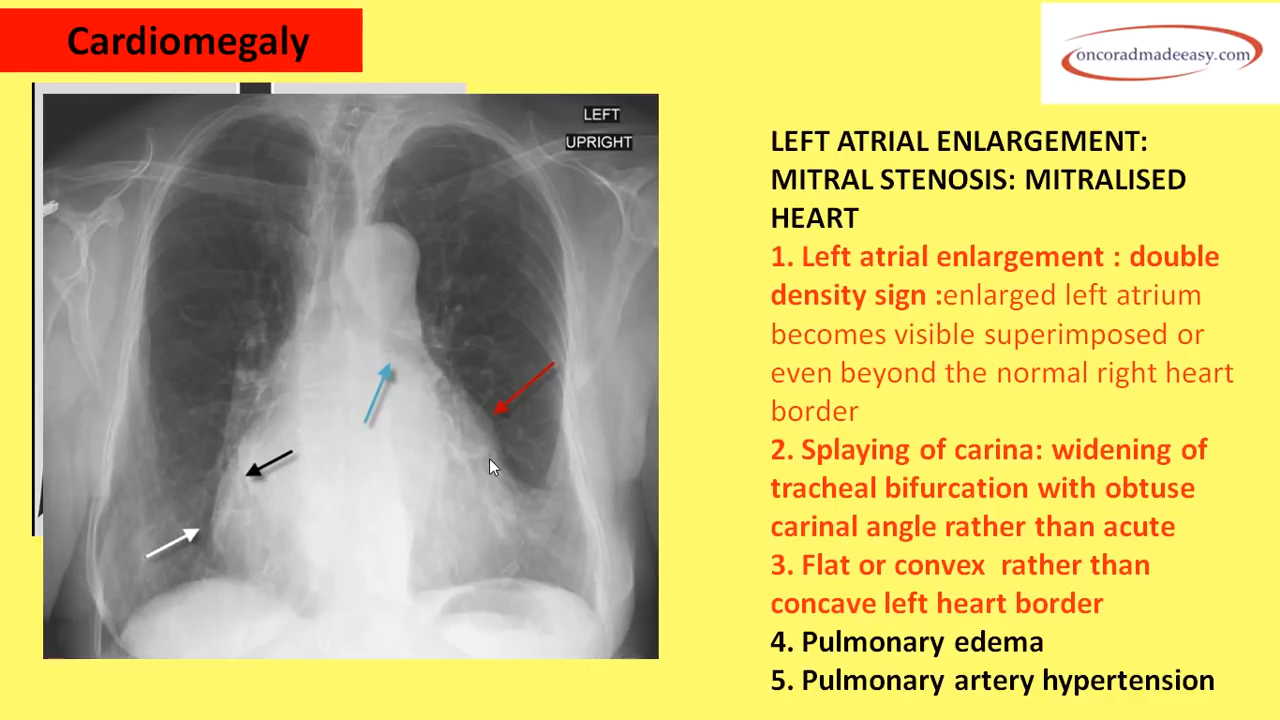 Cardiomegaly
oncoradmadeeasy.com
LEFT
UPRIGHT
LEFT ATRIAL ENLARGEMENT:
MITRAL STENOSIS: MITRALISED
HEART
1. Left atrial enlargement : double
density sign :enlarged left atrium
becomes visible superimposed or
even beyond the normal right heart
border
2. Splaying of carina: widening of
tracheal bifurcation with obtuse
carinal angle rather than acute
3. Flat or convex  rather than
concave left heart border
4. Pulmonary edema
5. Pulmonary artery hypertension